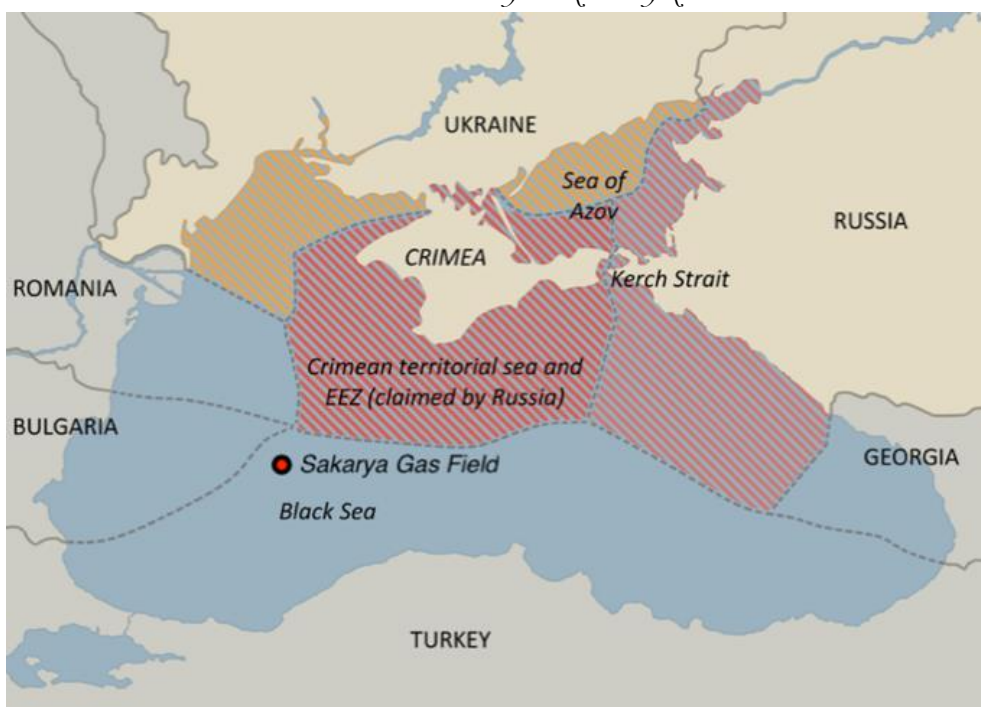 UKRAINE
Sea of
Azov
RUSSIA
CRIMEA
Kerch Strait
ROMANIA
Crimean territorial sea and
EEZ (claimed by Russia)
BULGARIA
GEORGIA
Sakarya Gas Field
Black Sea
TURKEY